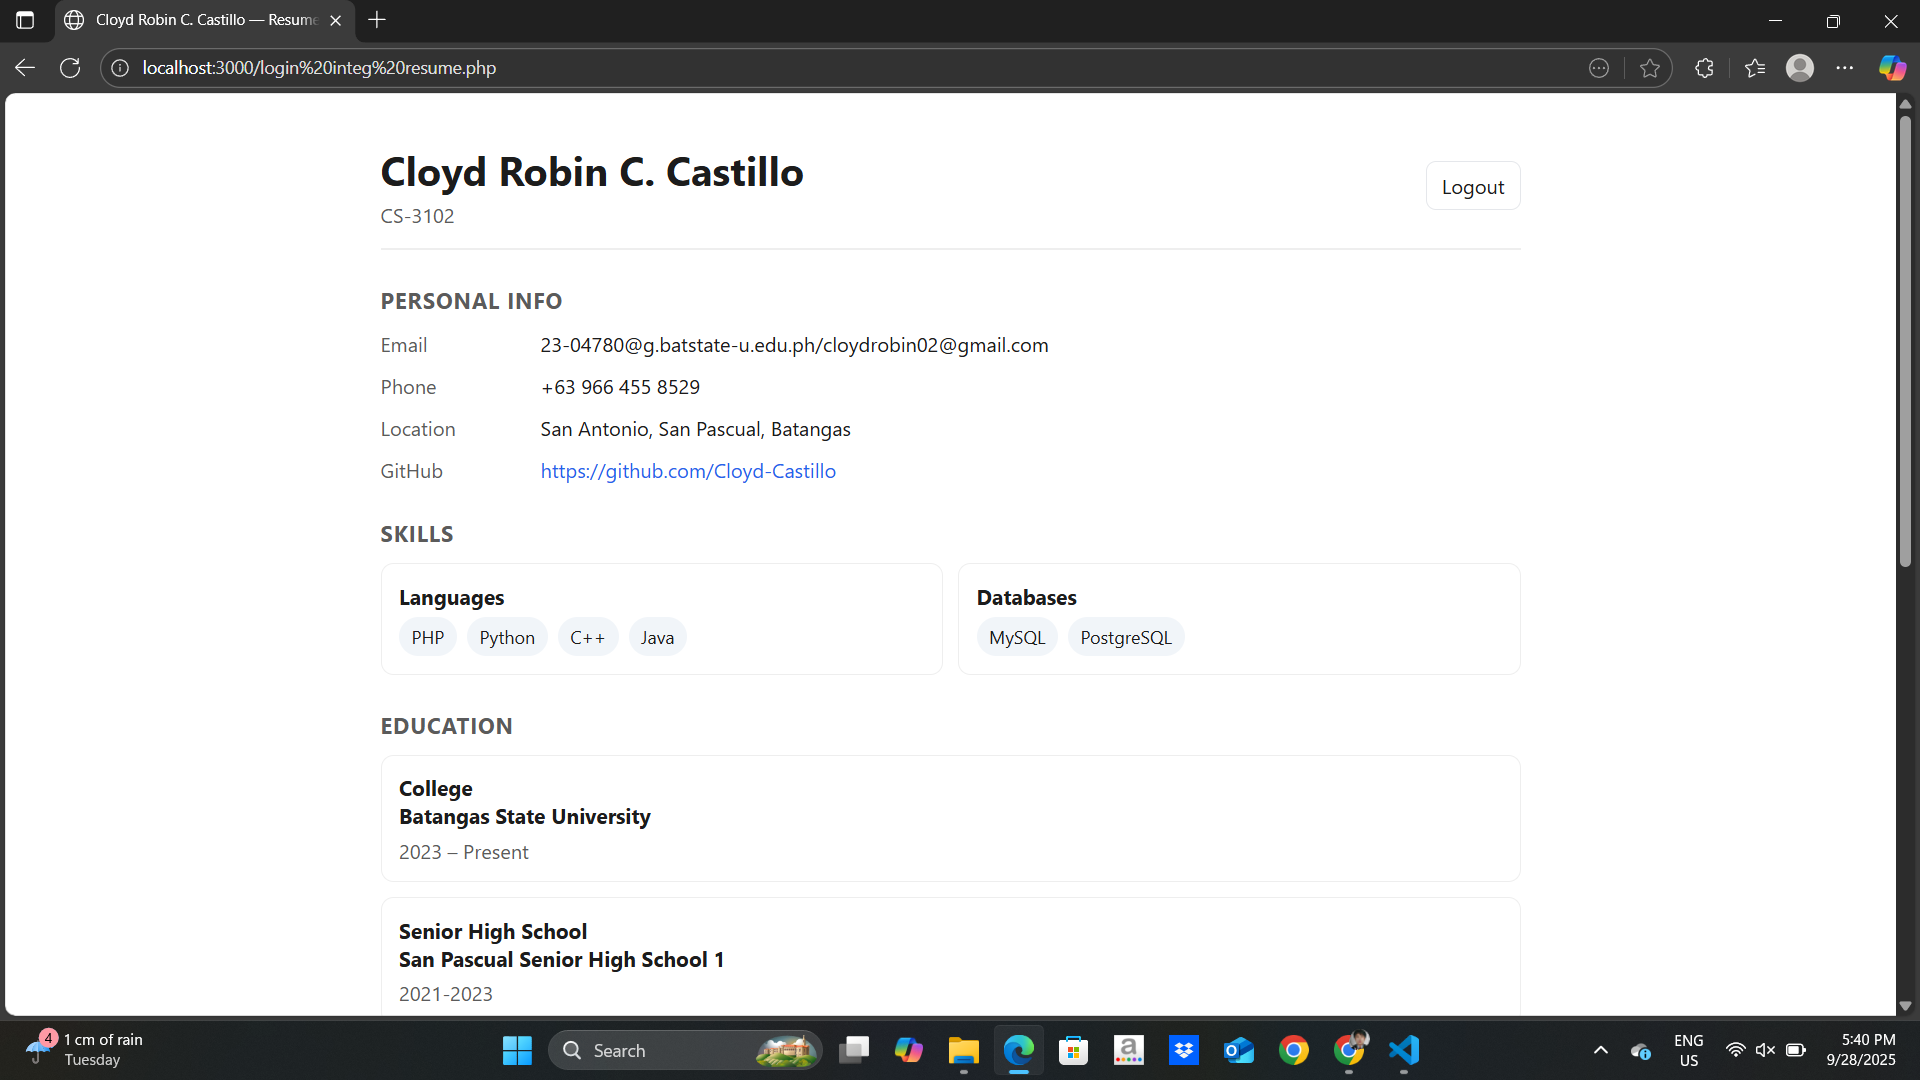 Cloyd Robin C. Castillo — Resume
localhost:3000/login%20integ%20resume.php
Cloyd Robin C. Castillo
Logout
CS-3102
PERSONAL INFO
Email 23-04780@g.batstate-u.edu.ph/cloydrobin02@gmail.com
Phone +63 966 455 8529
Location San Antonio, San Pascual, Batangas
GitHub https://github.com/Cloyd-Castillo
SKILLS
Languages
PHP Python C++ Java
Databases
MySQL PostgreSQL
EDUCATION
College
Batangas State University
2023 – Present
Senior High School
San Pascual Senior High School 1
2021-2023
4
1 cm of rain
Tuesday
Search
a
ENG
US
5:40 PM
9/28/2025